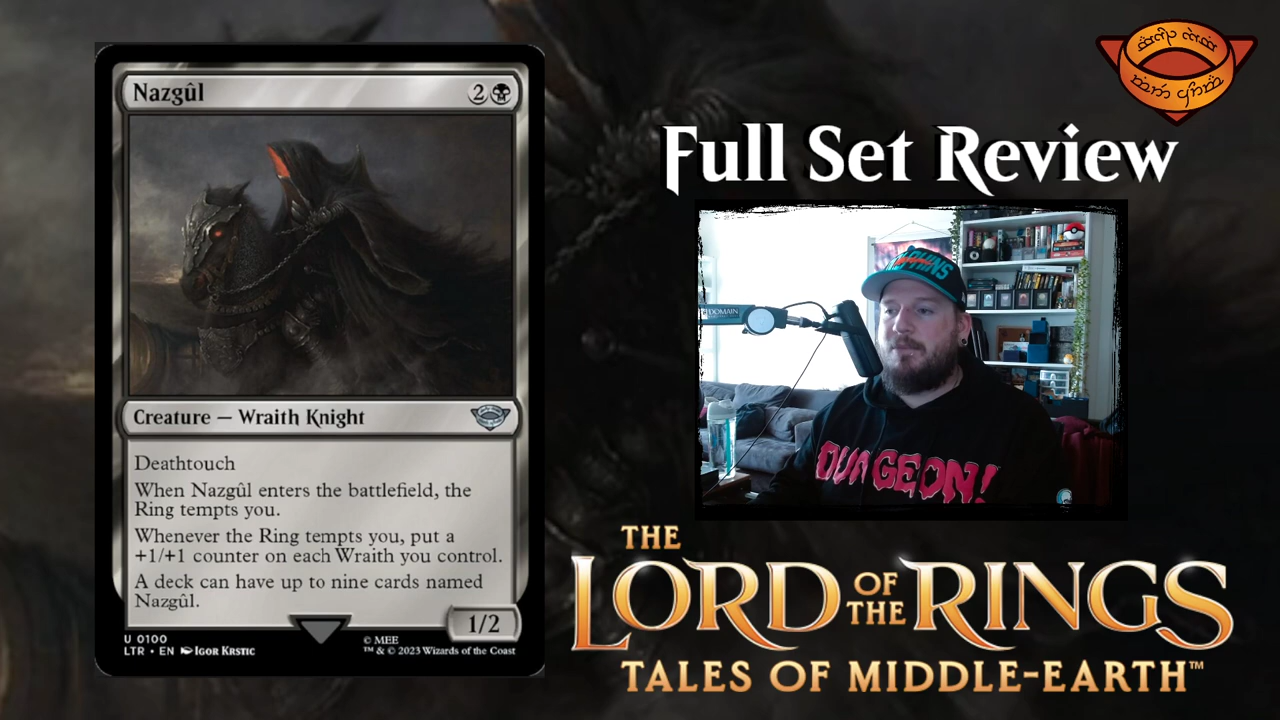 Nazgûl
2
Creature — Wraith Knight
Deathtouch
When Nazgûl enters the battlefield, the
Ring tempts you.
Whenever the Ring tempts you, put a
+1/+1 counter on each Wraith you control.
A deck can have up to nine cards named
Nazgûl.
1/2
U 0100
LTR • EN Igor Krstic
© MEE
™ & © 2023 Wizards of the Coast
Full Set Review
DOMAIN
THE
LORD OF THE RINGS
TALES OF MIDDLE-EARTH™